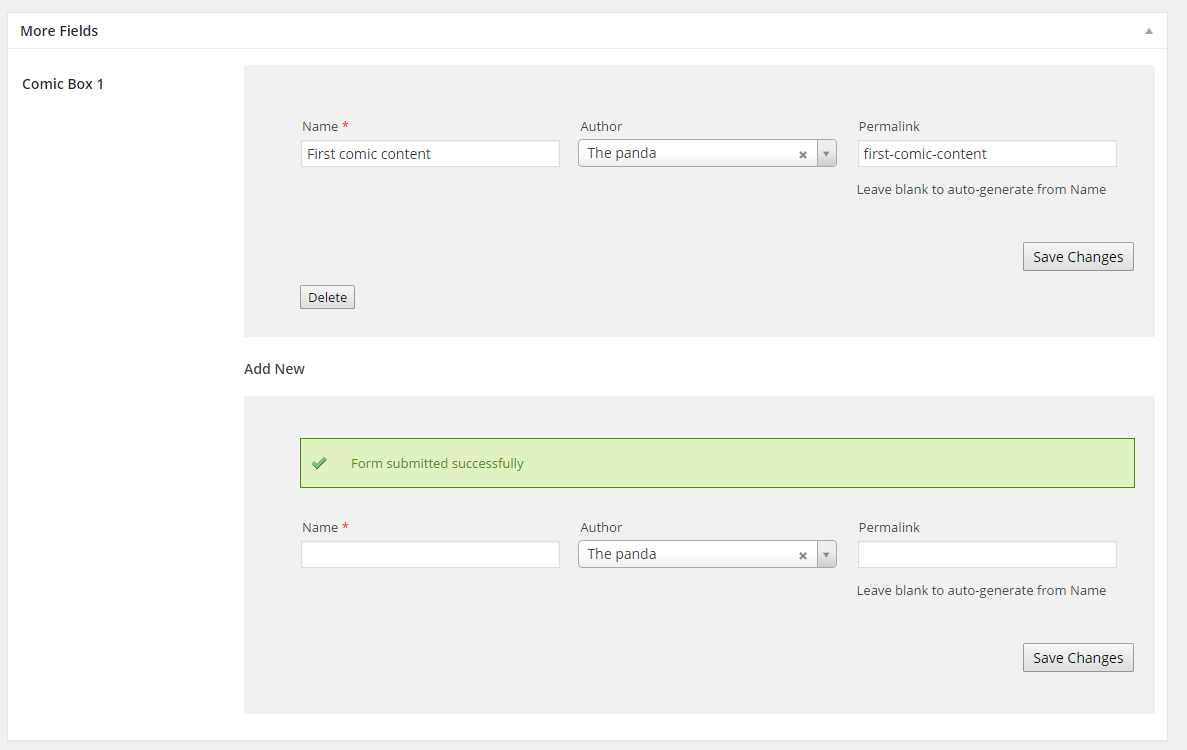 More Fields
Comic Box 1
Name * Author Permalink
First comic content The panda first-comic-content
Leave blank to auto-generate from Name
Save Changes
Delete
Add New
Form submitted successfully
Name * Author Permalink
The panda
Leave blank to auto-generate from Name
Save Changes